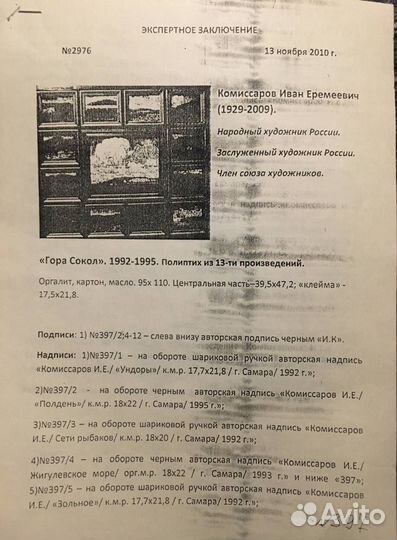 ЭКСПЕРТНОЕ ЗАКЛЮЧЕНИЕ
№2976 13 ноября 2010 г.
Комиссаров Иван Еремеевич
(1929-2009).
Народный художник России.
Заслуженный художник России.
Член союза художников.
«Гора Сокол». 1992-1995. Полиптих из 13-ти произведений.
Оргалит, картон, масло. 95х 110. Центральная часть–39,5х47,2; «клейма» -
17,5х21,8.
Подписи: 1) №397/2;4-12 – слева внизу авторская подпись черным «И.К».
Надписи: 1)№397/1 – на обороте шариковой ручкой авторская надпись
«Комиссаров И.Е./ «Ундоры»/ к.м.р. 17,7х21,8 / г. Самара/ 1992 г.»;
2)№397/2 - на обороте черным авторская надпись «Комиссаров И.Е./
«Полдень»/ к.м.р. 18х22 / г. Самара/ 1995 г.»;
3)№397/3 – на обороте шариковой ручкой авторская надпись «Комиссаров
И.Е./ Сети рыбаков/ к.м.р. 18х20 / г. Самара/ 1992 г.»;
4)№397/4 – на обороте черным авторская надпись «Комиссаров И.Е./
Жигулевское море/ орг.м.р. 18х22 / г. Самара/ 1993 г.» и ниже «397»;
5)№397/5 – на обороте шариковой ручкой авторская надпись «Комиссаров
И.Е./ «Зольное»/ к.м.р. 17,7х21,8 / г. Самара/ 1992 г.»;
Avito